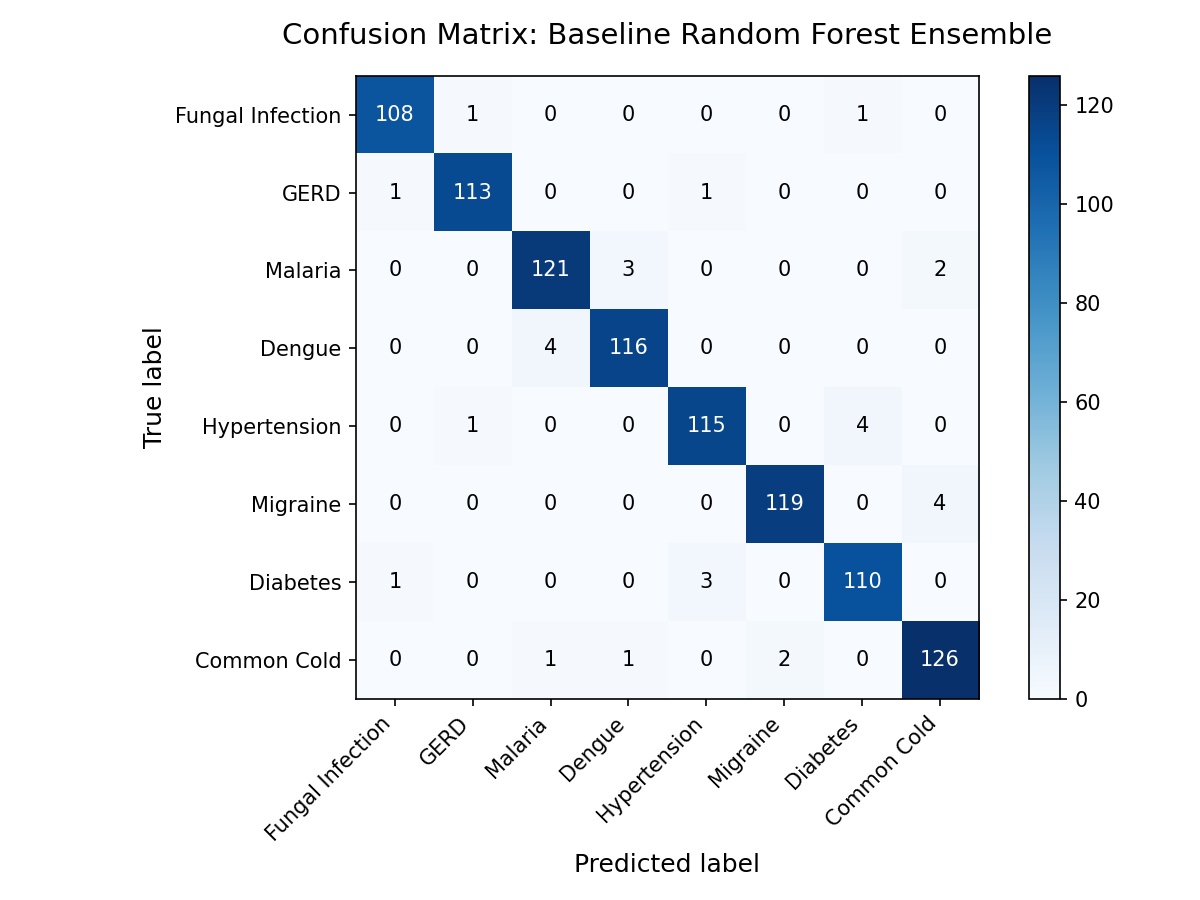 Confusion Matrix: Baseline Random Forest Ensemble
Fungal Infection 108 1 0 0 0 0 1 0
GERD 1 113 0 0 1 0 0 0
Malaria 0 0 121 3 0 0 0 2
Dengue 0 0 4 116 0 0 0 0
Hypertension 0 1 0 0 115 0 4 0
Migraine 0 0 0 0 0 119 0 4
Diabetes 1 0 0 0 3 0 110 0
Common Cold 0 0 1 1 0 2 0 126
True label
Fungal Infection
GERD
Malaria
Dengue
Hypertension
Migraine
Diabetes
Common Cold
Predicted label
120
100
80
60
40
20
0